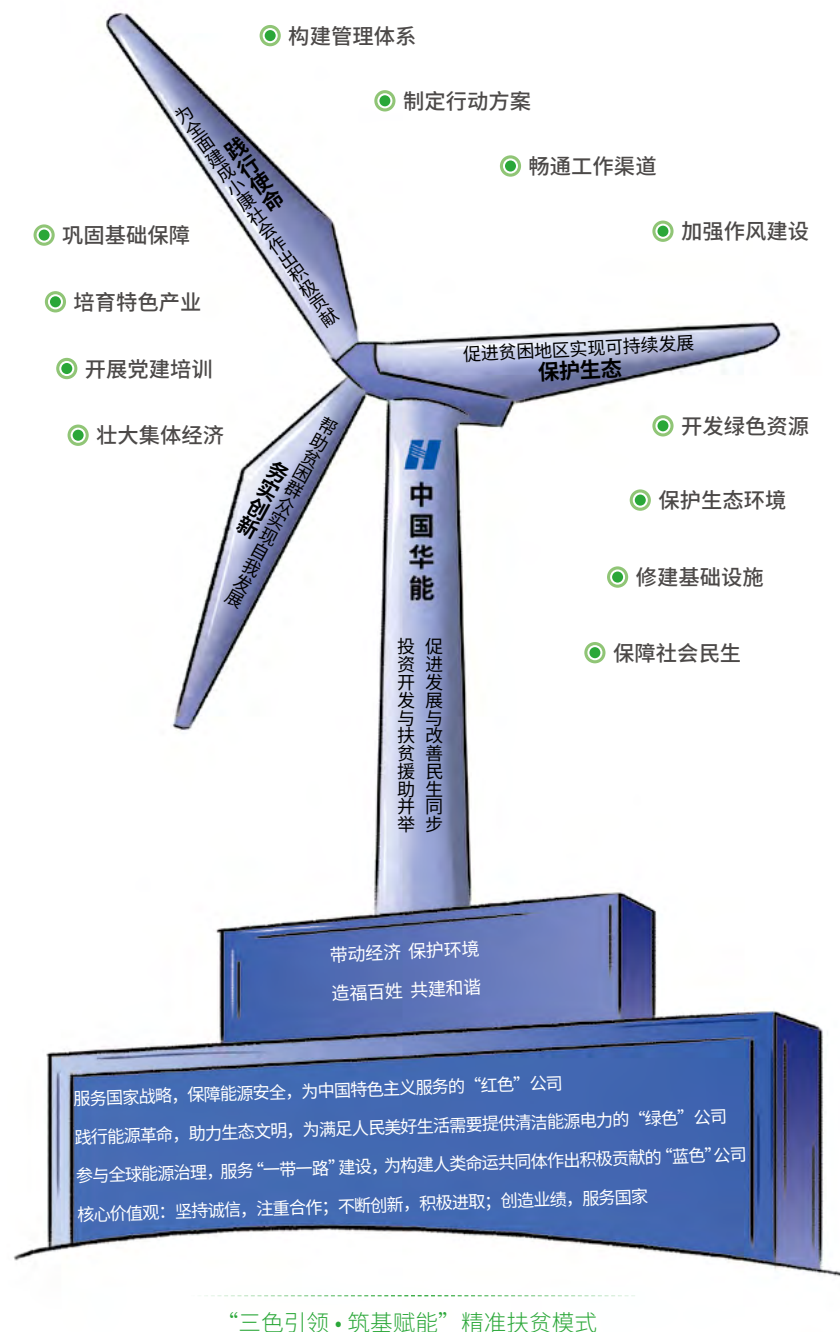 构建管理体系
制定行动方案
畅通工作渠道
加强作风建设
践行使命
为全面建成小康社会作出积极贡献
巩固基础保障
培育特色产业
开展党建培训
壮大集体经济
帮助贫困群众实现自我发展
务实创新
促进贫困地区实现可持续发展
保护生态
开发绿色资源
保护生态环境
修建基础设施
保障社会民生
中国华能
促进发展与改善民生同步
投资开发与扶贫援助并举
带动经济 保护环境
造福百姓 共建和谐
服务国家战略，保障能源安全，为中国特色主义服务的“红色”公司
践行能源革命，助力生态文明，为满足人民美好生活需要提供清洁能源电力的“绿色”公司
参与全球能源治理，服务“一带一路”建设，为构建人类命运共同体作出积极贡献的“蓝色”公司
核心价值观：坚持诚信，注重合作；不断创新，积极进取；创造业绩，服务国家
“三色引领·筑基赋能”精准扶贫模式